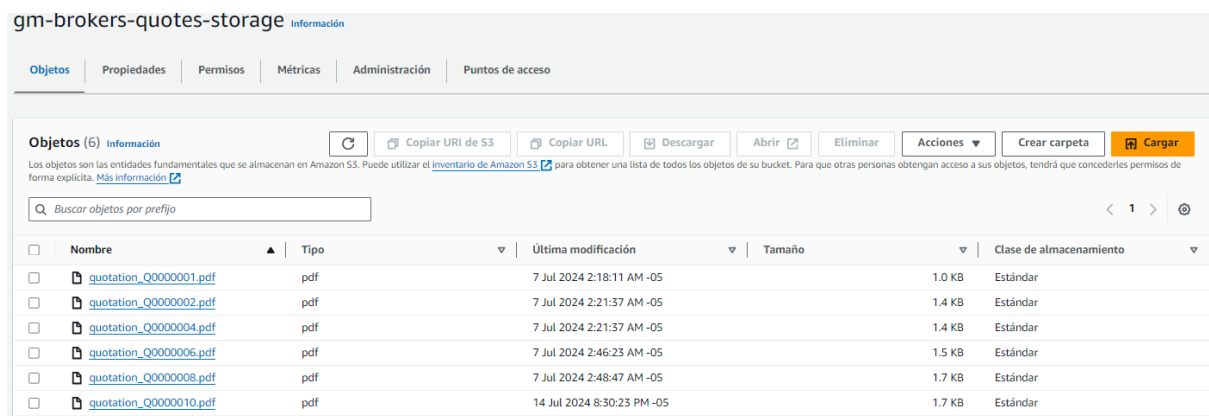 gm-brokers-quotes-storage Información
Objetos Propiedades Permisos Métricas Administración Puntos de acceso
Objetos (6) Información Copiar URI de S3 Copiar URL Descargar Abrir Eliminar Acciones Crear carpeta Cargar
Los objetos son las entidades fundamentales que se almacenan en Amazon S3. Puede utilizar el inventario de Amazon S3 para obtener una lista de todos los objetos de su bucket. Para que otras personas obtengan acceso a sus objetos, tendrá que concederles permisos de
forma explícita. Más información
Buscar objetos por prefijo 1
Nombre Tipo Última modificación Tamaño Clase de almacenamiento
quotation_Q0000001.pdf pdf 7 Jul 2024 2:18:11 AM -05 1.0 KB Estándar
quotation_Q0000002.pdf pdf 7 Jul 2024 2:21:37 AM -05 1.4 KB Estándar
quotation_Q0000004.pdf pdf 7 Jul 2024 2:21:37 AM -05 1.4 KB Estándar
quotation_Q0000006.pdf pdf 7 Jul 2024 2:46:23 AM -05 1.5 KB Estándar
quotation_Q0000008.pdf pdf 7 Jul 2024 2:48:47 AM -05 1.7 KB Estándar
quotation_Q0000010.pdf pdf 14 Jul 2024 8:30:23 PM -05 1.7 KB Estándar